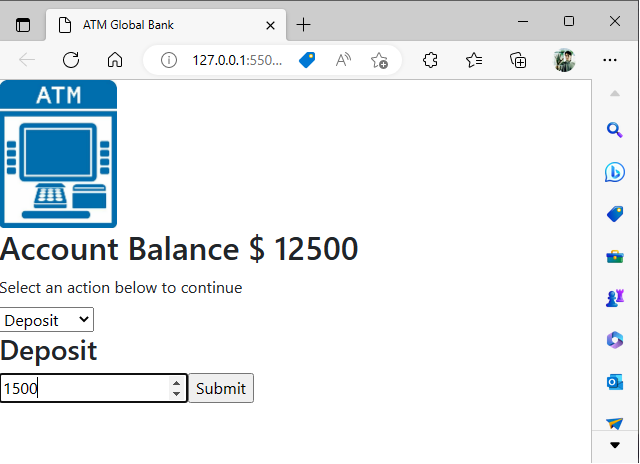 ATM Global Bank
127.0.0.1:550...
ATM
Account Balance $ 12500
Select an action below to continue
Deposit
Deposit
1500 Submit